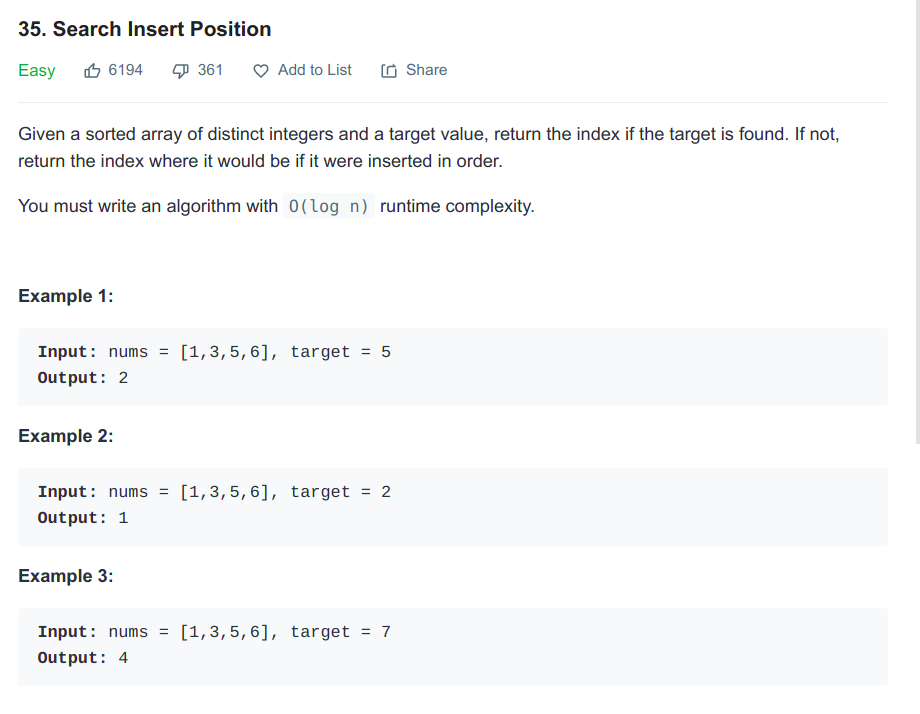 35. Search Insert Position
Easy 6194 361 Add to List Share
Given a sorted array of distinct integers and a target value, return the index if the target is found. If not,
return the index where it would be if it were inserted in order.
You must write an algorithm with O(log n) runtime complexity.
Example 1:
Input: nums = [1,3,5,6], target = 5
Output: 2
Example 2:
Input: nums = [1,3,5,6], target = 2
Output: 1
Example 3:
Input: nums = [1,3,5,6], target = 7
Output: 4